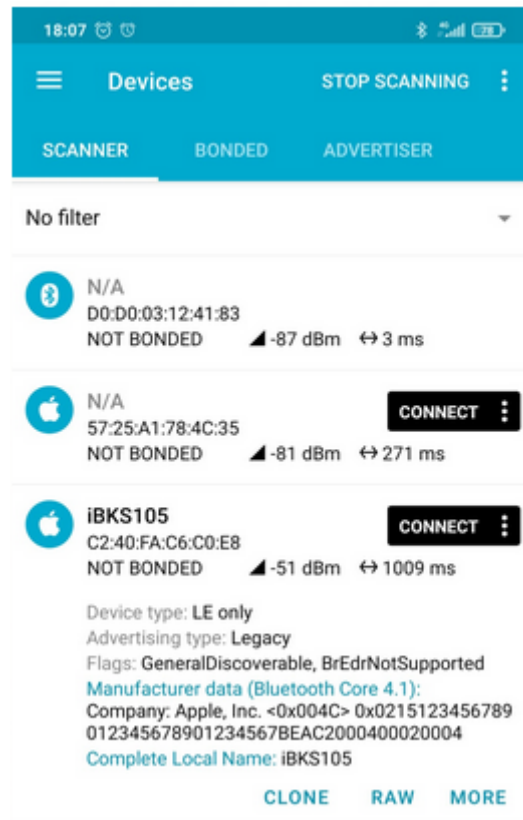 18:07 78
Devices STOP SCANNING
SCANNER BONDED ADVERTISER
No filter
N/A
D0:D0:03:12:41:83
NOT BONDED -87 dBm 3 ms
N/A
CONNECT
57:25:A1:78:4C:35
NOT BONDED -81 dBm 271 ms
iBKS105
CONNECT
C2:40:FA:C6:C0:E8
NOT BONDED -51 dBm 1009 ms
Device type: LE only
Advertising type: Legacy
Flags: GeneralDiscoverable, BrEdrNotSupported
Manufacturer data (Bluetooth Core 4.1):
Company: Apple, Inc. <0x004C> 0x0215123456789
012345678901234567BEAC2000400020004
Complete Local Name: iBKS105
CLONE RAW MORE